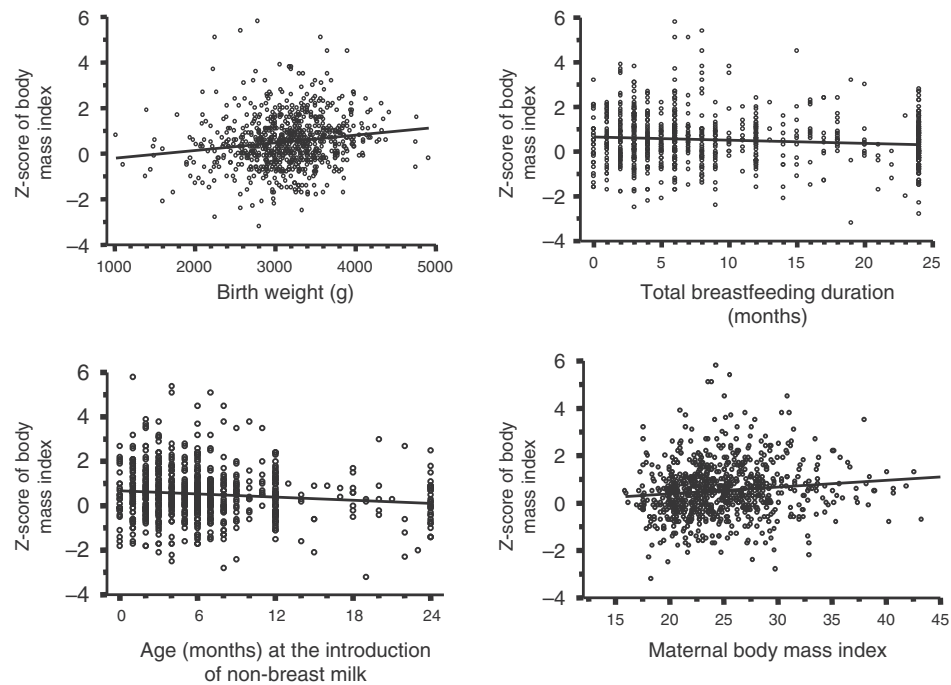 6
4
2
0
–2
–4
Z-score of body
mass index
1000 2000 3000 4000 5000
Birth weight (g)
6
4
2
0
–2
–4
Z-score of body
mass index
0 5 10 15 20 25
Total breastfeeding duration
(months)
6
4
2
0
–2
–4
Z-score of body
mass index
0 6 12 18 24
Age (months) at the introduction
of non-breast milk
6
4
2
0
–2
–4
Z-score of body
mass index
15 20 25 30 35 40 45
Maternal body mass index